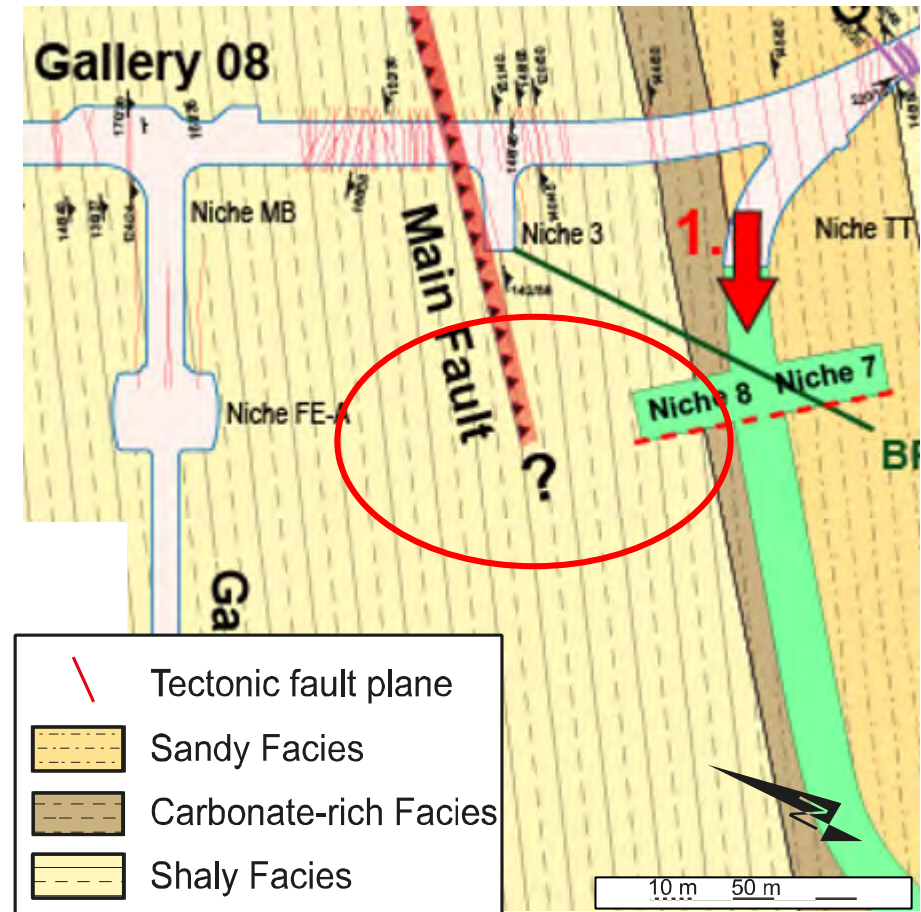 Gallery 08
Niche MB
Main Fault
Niche 3
1.
Niche TT
Niche FE-A
Niche 8
Niche 7
?
BF
Ga
Tectonic fault plane
Sandy Facies
Carbonate-rich Facies
Shaly Facies
N
10 m 50 m